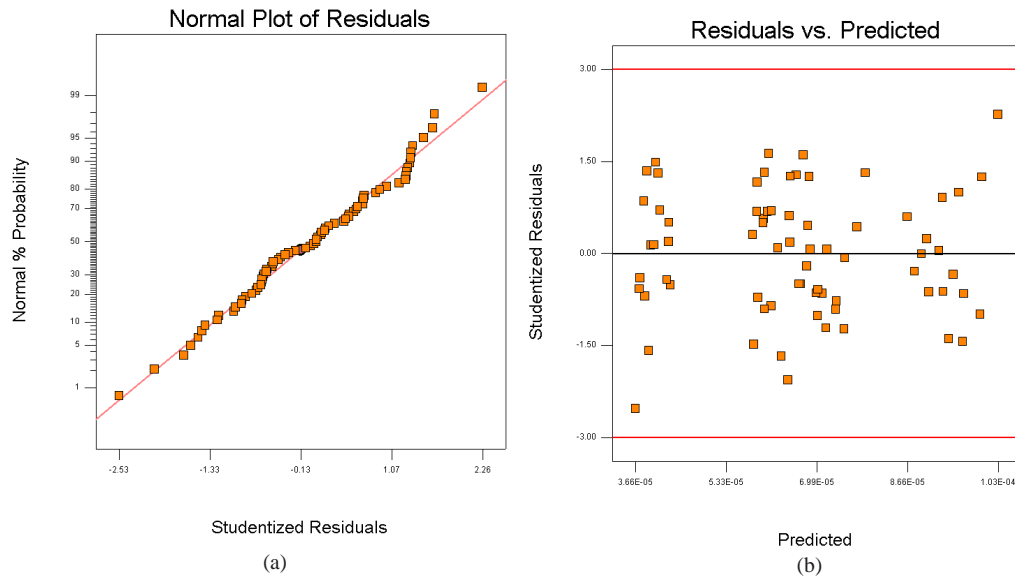 Normal Plot of Residuals
Normal % Probability
99
95
90
80
70
50
30
20
10
5
1
-2.53
-1.33
-0.13
1.07
2.26
Studentized Residuals
(a)
Residuals vs. Predicted
Studentized Residuals
3.00
1.50
0.00
-1.50
-3.00
3.66E-05
5.33E-05
6.99E-05
8.66E-05
1.03E-04
Predicted
(b)